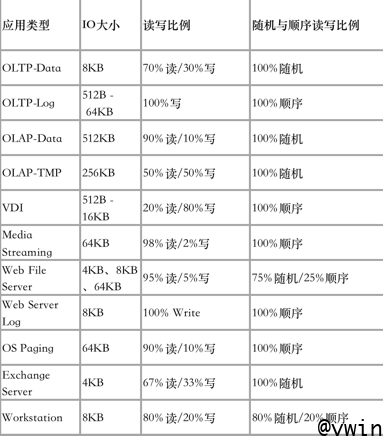 应用类型 IO大小 读写比例 随机与顺序读写比例
OLTP-Data 8KB 70% 读/30% 写 100% 随机
OLTP-Log 512B - 64KB 100% 写 100% 顺序
OLAP-Data 512KB 90% 读/10% 写 100% 随机
OLAP-TMP 256KB 50% 读/50% 写 100% 随机
VDI 512B - 16KB 20% 读/80% 写 100% 顺序
Media Streaming 64KB 98% 读/2% 写 100% 顺序
Web File Server 4KB、8KB、64KB 95% 读/5% 写 75% 随机/25% 顺序
Web Server Log 8KB 100% Write 100% 顺序
OS Paging 64KB 90% 读/10% 写 100% 顺序
Exchange Server 4KB 67% 读/33% 写 100% 随机
Workstation 8KB 80% 读/20% 写 80% 随机/20% 顺序
@vwin